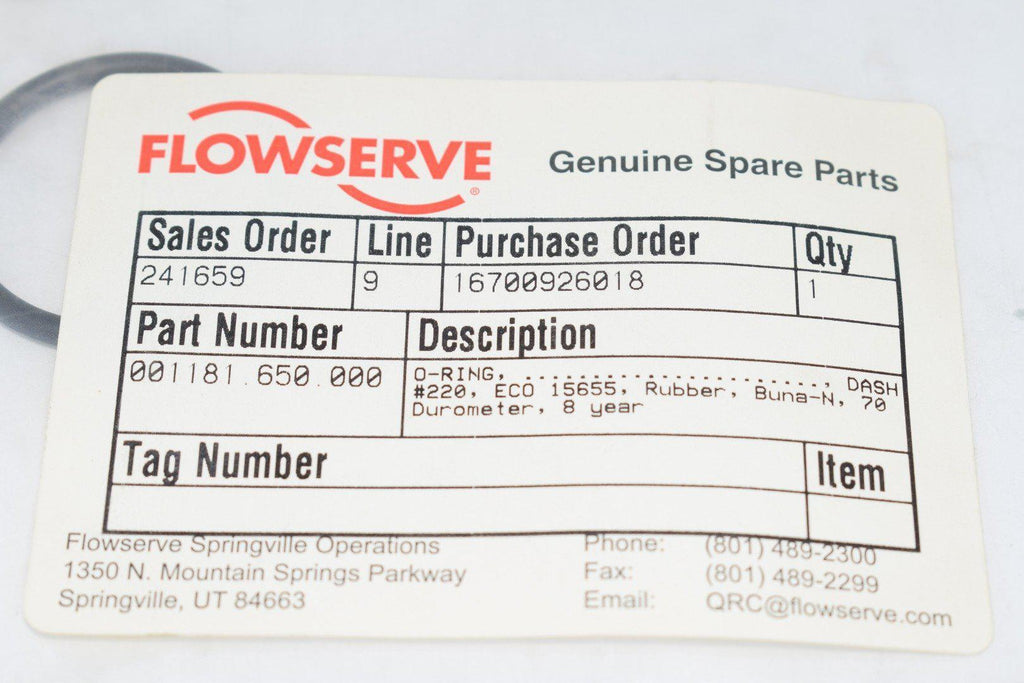 FLOWSERVE®
Genuine Spare Parts
Sales Order Line Purchase Order Qty
241659 9 16700926018 1
Part Number Description
001181.650.000 O-RING, ........................, DASH
#220, ECO 15655, Rubber, Buna-N, 70
Durometer, 8 year
Tag Number Item
Flowserve Springville Operations Phone: (801) 489-2300
1350 N. Mountain Springs Parkway Fax: (801) 489-2299
Springville, UT 84663 Email: QRC@flowserve.com